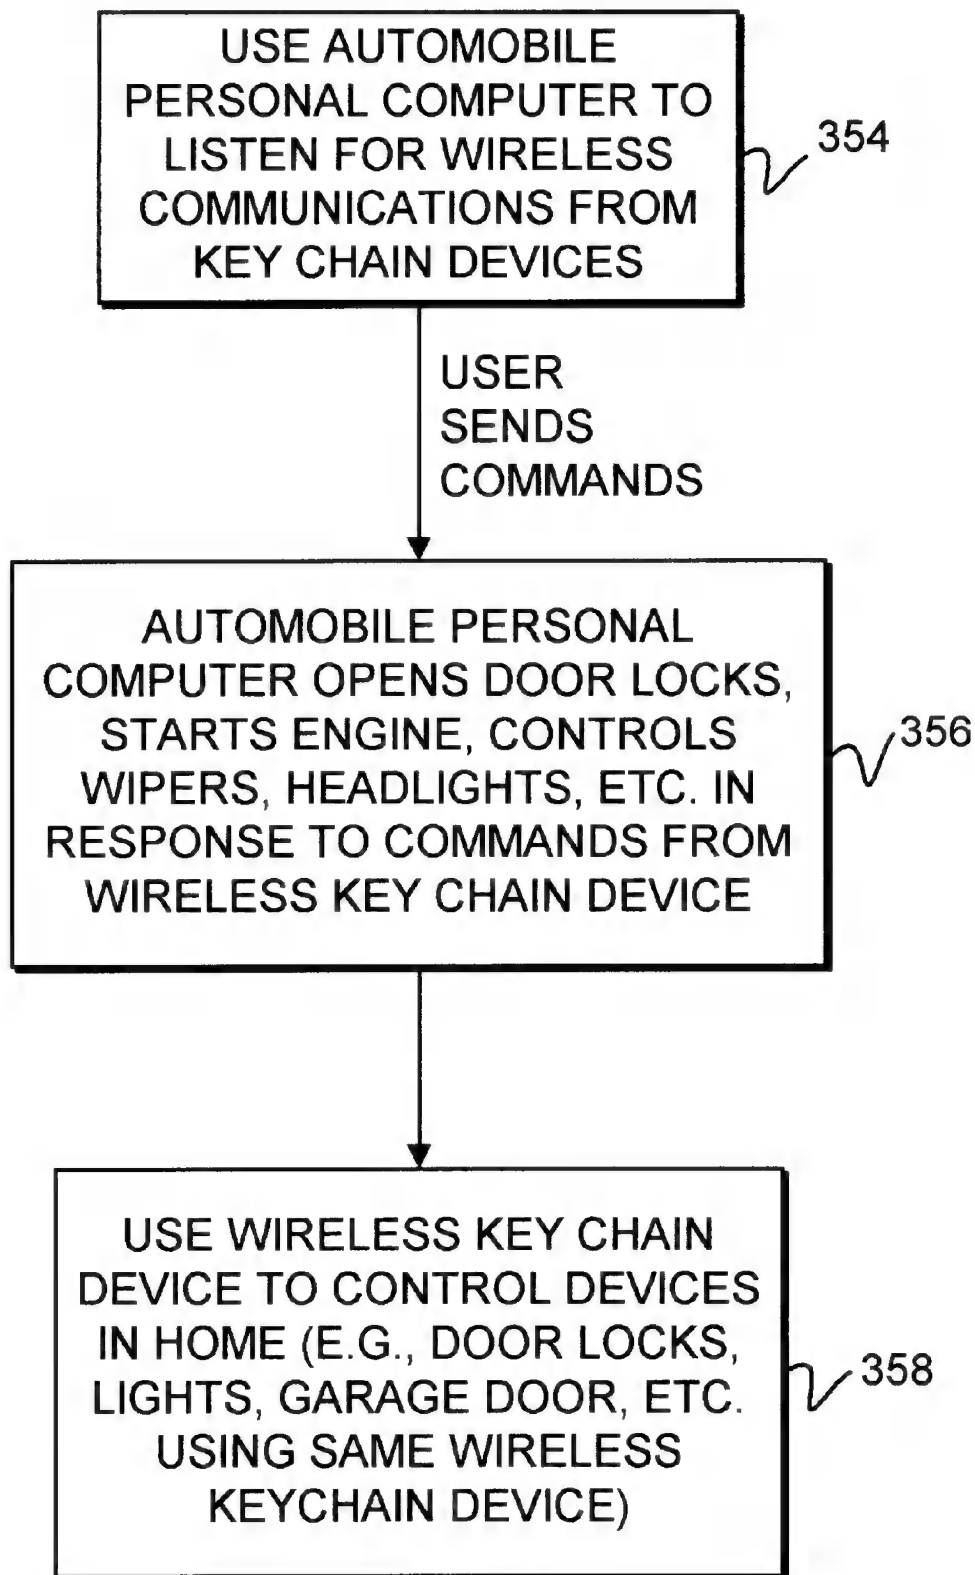 USE AUTOMOBILE
PERSONAL COMPUTER TO
LISTEN FOR WIRELESS
COMMUNICATIONS FROM
KEY CHAIN DEVICES
354
USER
SENDS
COMMANDS
AUTOMOBILE PERSONAL
COMPUTER OPENS DOOR LOCKS,
STARTS ENGINE, CONTROLS
WIPERS, HEADLIGHTS, ETC. IN
RESPONSE TO COMMANDS FROM
WIRELESS KEY CHAIN DEVICE
356
USE WIRELESS KEY CHAIN
DEVICE TO CONTROL DEVICES
IN HOME (E.G., DOOR LOCKS,
LIGHTS, GARAGE DOOR, ETC.
USING SAME WIRELESS
KEYCHAIN DEVICE)
358